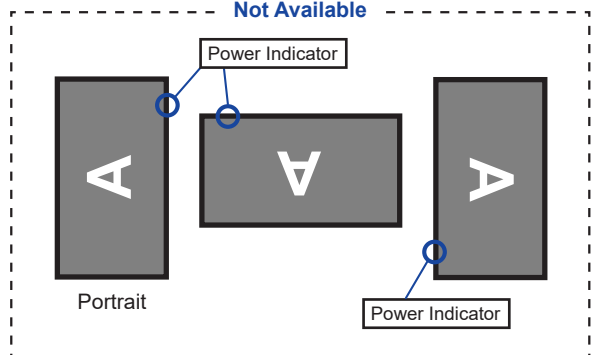 Not Available
Power Indicator
A
A
A
Portrait
Power Indicator